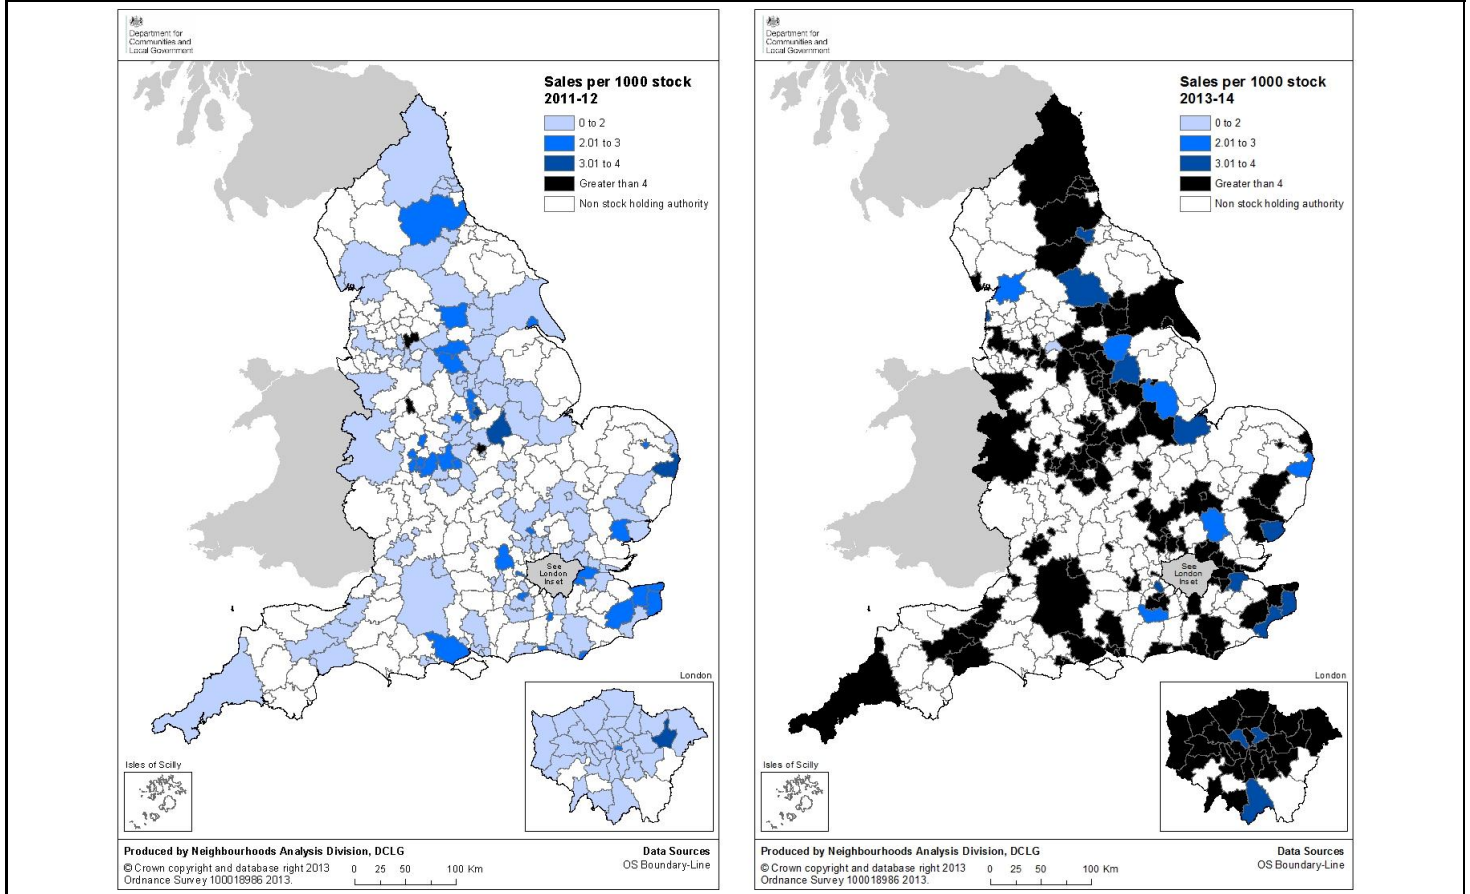 Department for
Communities and
Local Government
Sales per 1000 stock
2011-12
0 to 2
2.01 to 3
3.01 to 4
Greater than 4
Non stock holding authority
See
London
Inset
London
Isles of Scilly
Produced by Neighbourhoods Analysis Division, DCLG
Data Sources
© Crown copyright and database right 2013
OS Boundary-Line
Ordnance Survey 100018986 2013.
0 25 50 100 Km
Department for
Communities and
Local Government
Sales per 1000 stock
2013-14
0 to 2
2.01 to 3
3.01 to 4
Greater than 4
Non stock holding authority
See
London
Inset
London
Isles of Scilly
Produced by Neighbourhoods Analysis Division, DCLG
Data Sources
© Crown copyright and database right 2013
OS Boundary-Line
Ordnance Survey 100018986 2013.
0 25 50 100 Km